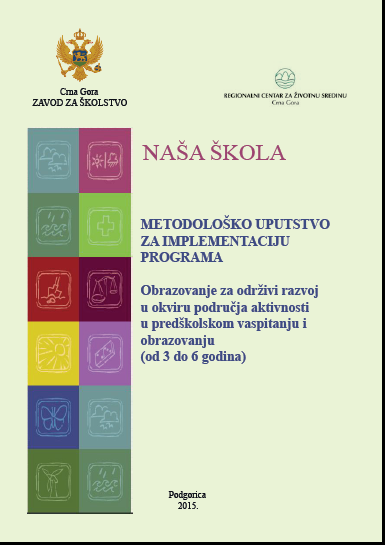 Crna Gora
ZAVOD ZA ŠKOLSTVO
REGIONALNI CENTAR ZA ŽIVOTNU SREDINU
Crna Gora
NAŠA ŠKOLA
METODOLOŠKO UPUTSTVO
ZA IMPLEMENTACIJU
PROGRAMA
Obrazovanje za održivi razvoj
u okviru područja aktivnosti
u predškolskom vaspitanju i
obrazovanju
(od 3 do 6 godina)
Podgorica
2015.